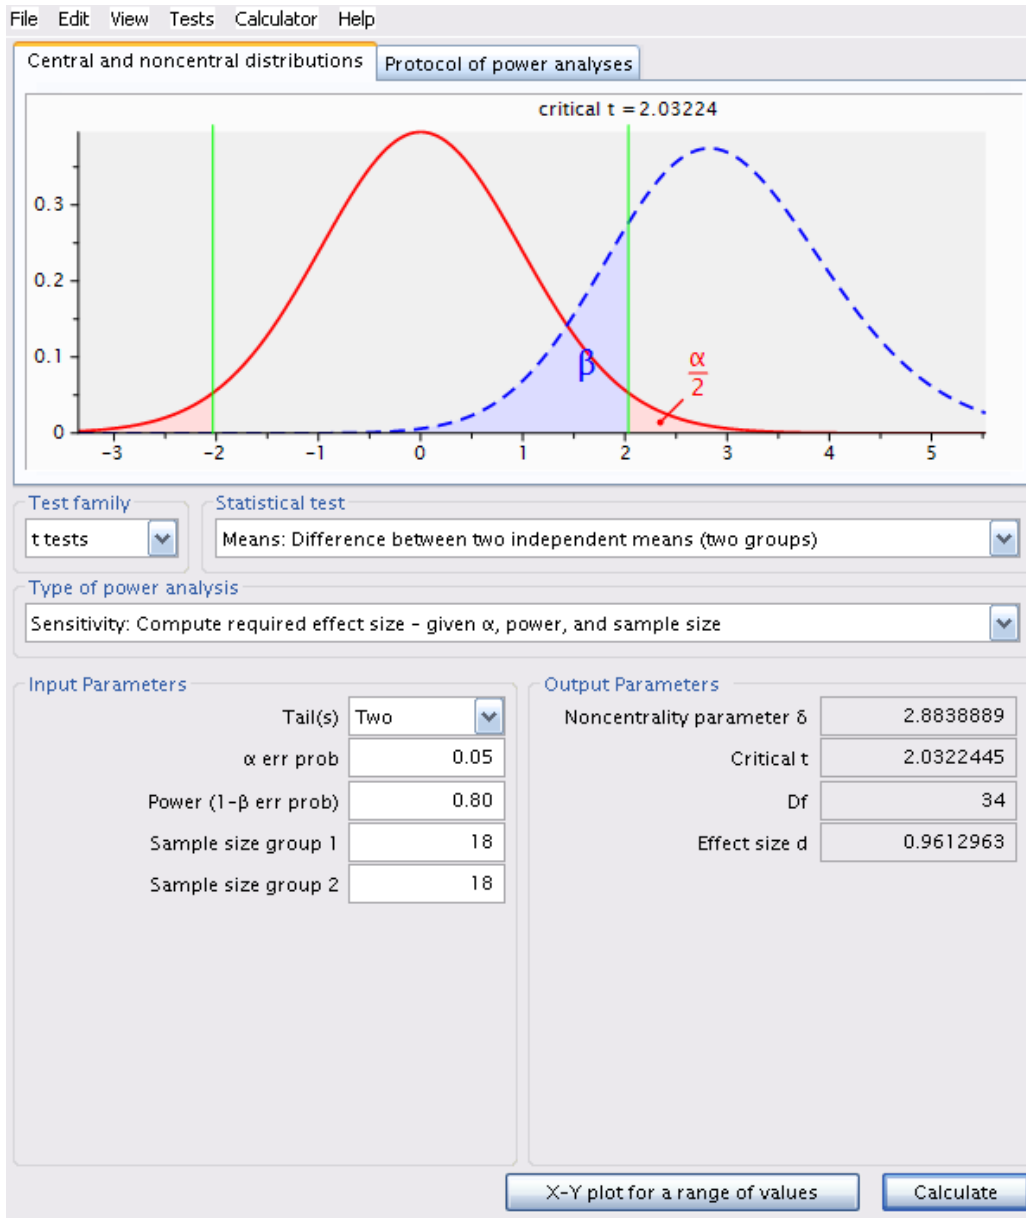 File Edit View Tests Calculator Help
Central and noncentral distributions Protocol of power analyses
critical t = 2.03224
0.3
0.2
0.1
0
β
α
2
-3 -2 -1 0 1 2 3 4 5
Test family
t tests
Statistical test
Means: Difference between two independent means (two groups)
Type of power analysis
Sensitivity: Compute required effect size – given α, power, and sample size
Input Parameters
Tail(s) Two
α err prob 0.05
Power (1-β err prob) 0.80
Sample size group 1 18
Sample size group 2 18
Output Parameters
Noncentrality parameter δ 2.8838889
Critical t 2.0322445
Df 34
Effect size d 0.9612963
X-Y plot for a range of values Calculate